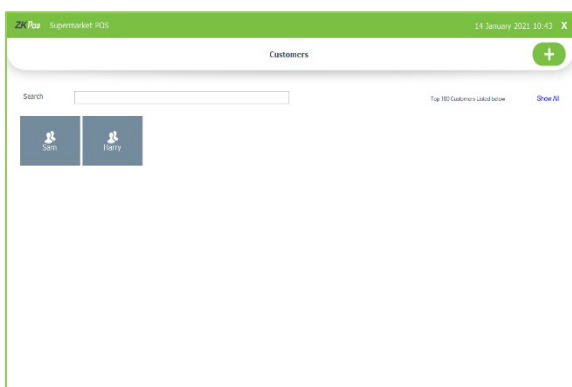 ZKPos Supermarket POS 14 January 2021 10:43 X
Customers +
Search Top 100 Customers Listed below Show All
Sam Harry